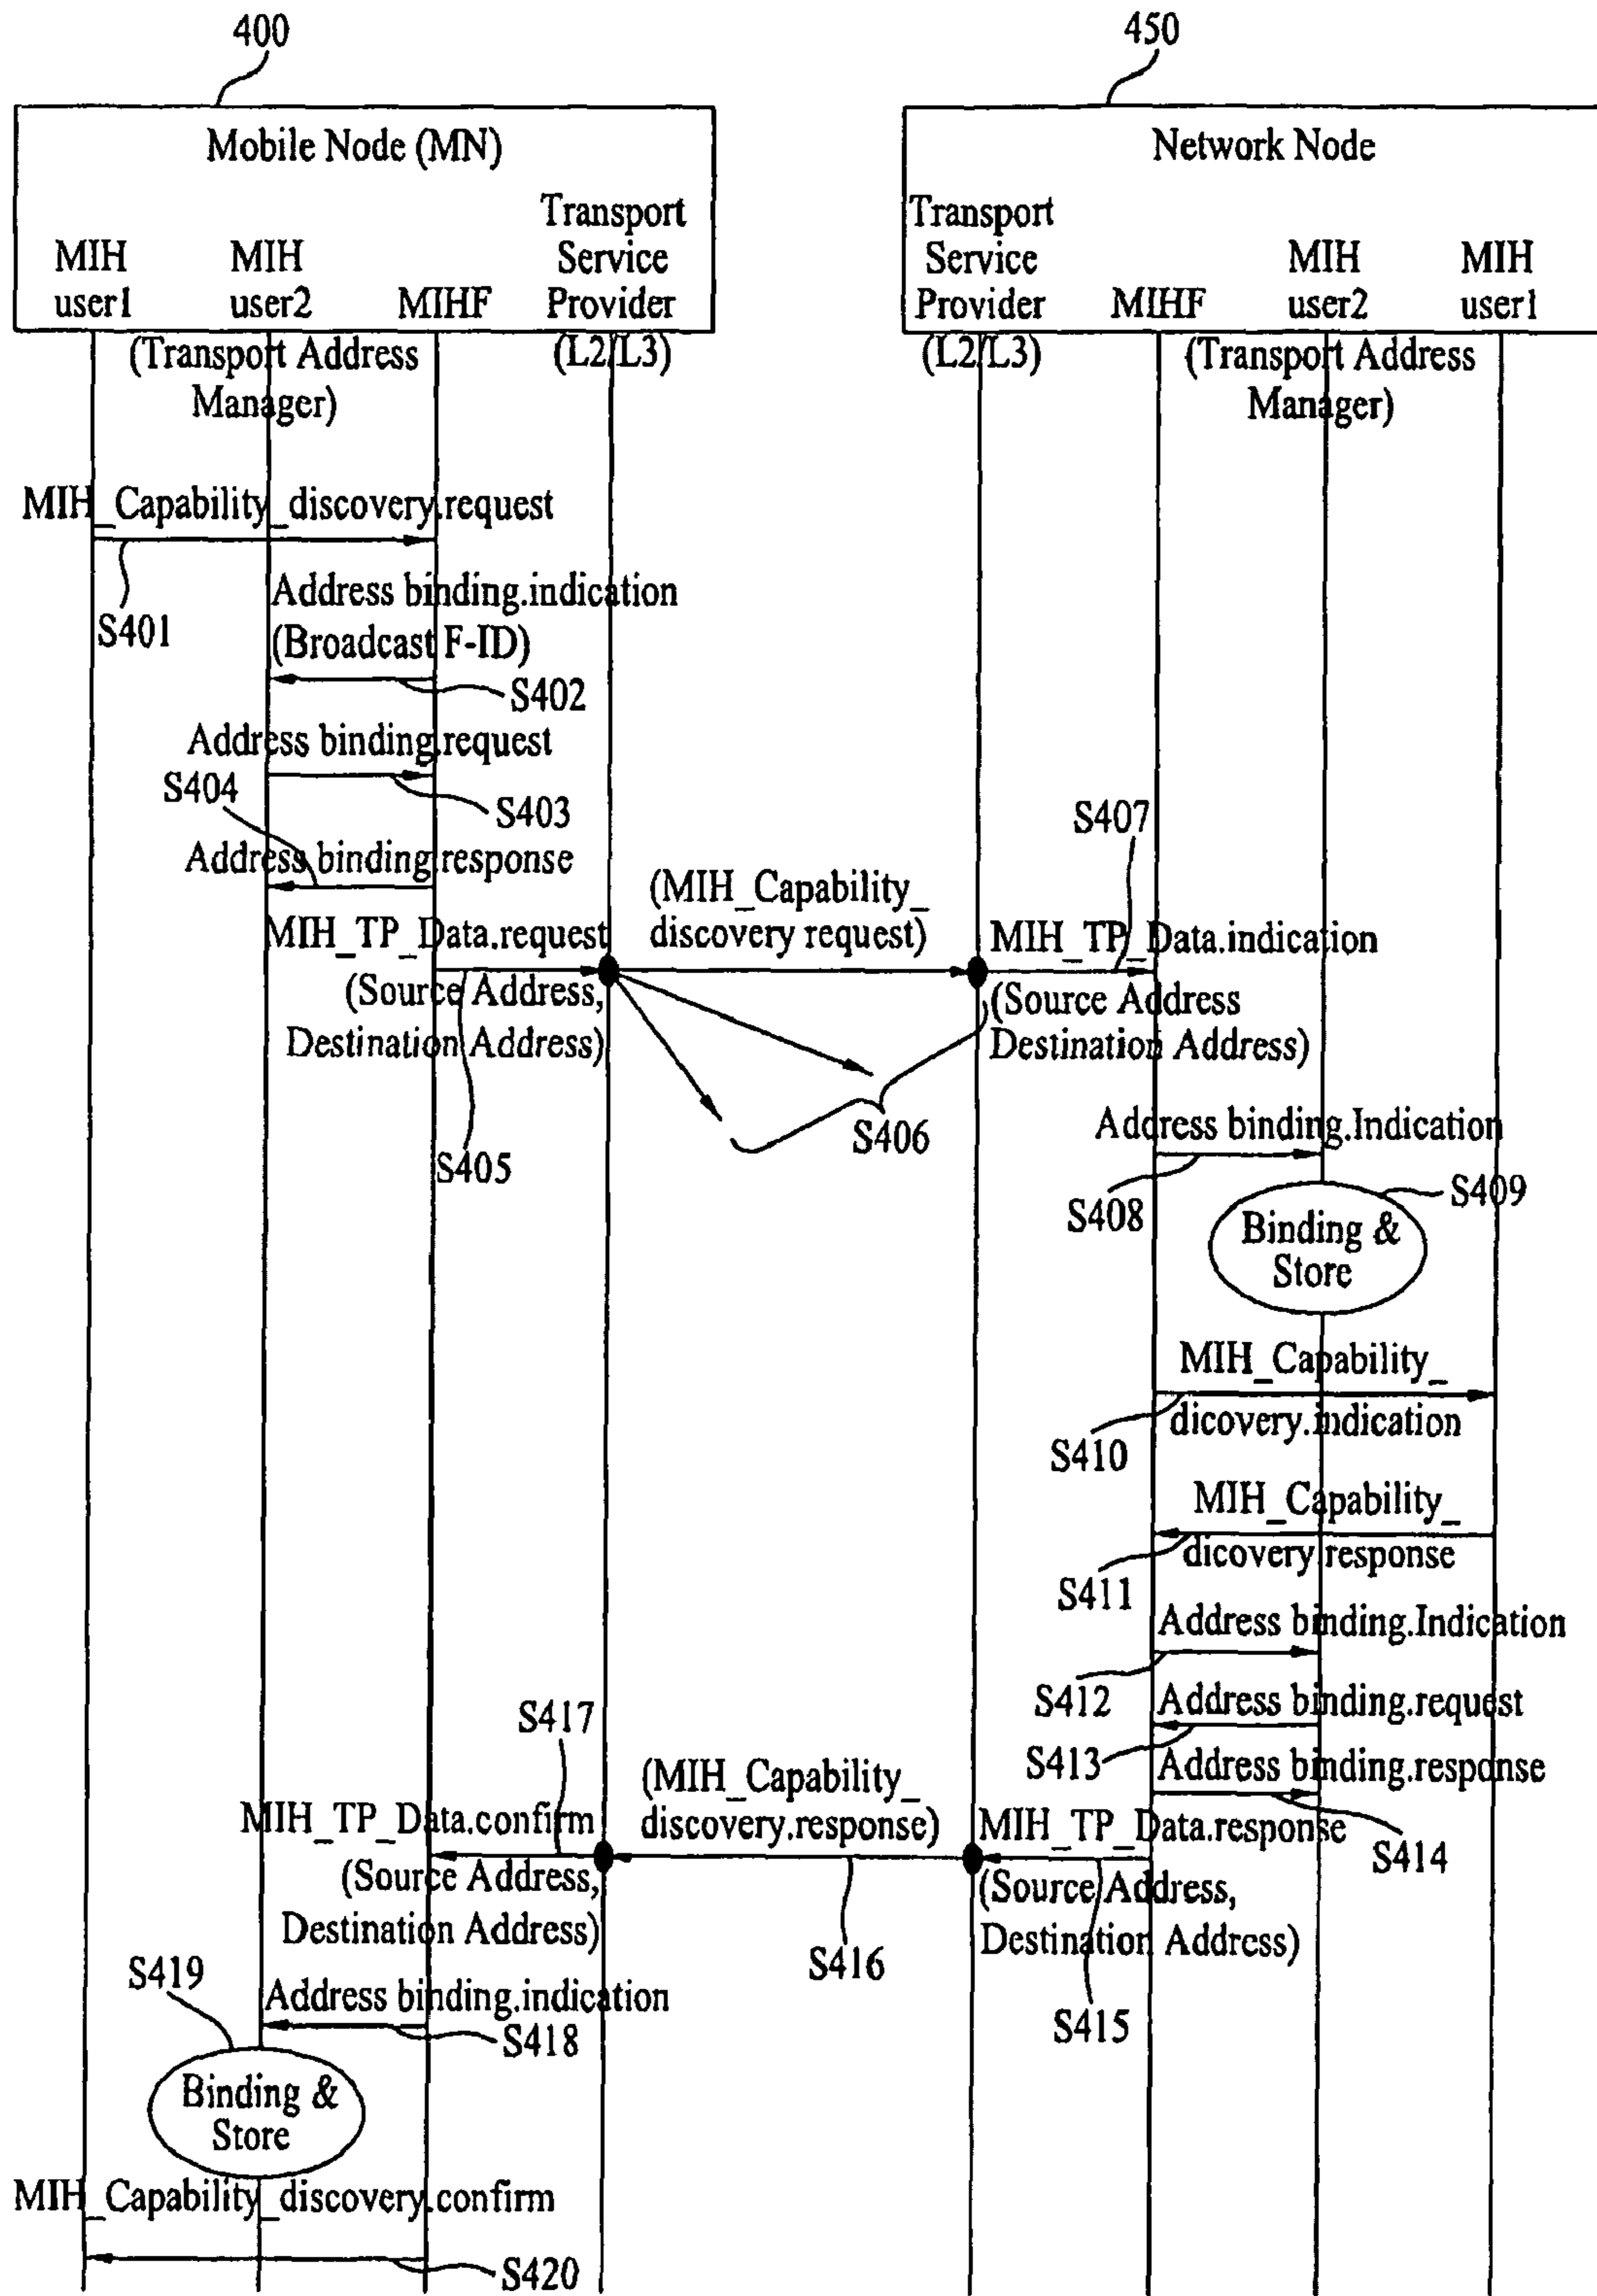 400
450
Mobile Node (MN)
Network Node
MIH
user1
MIH
user2
MIHF
Transport
Service
Provider
(L2/L3)
(Transport Address
Manager)
Transport
Service
Provider
(L2/L3)
MIHF
MIH
user2
MIH
user1
(Transport Address
Manager)
MIH_Capability_discovery.request
S401
Address binding.indication
(Broadcast F-ID)
S402
Address binding.request
S403
S404
Address binding.response
MIH_TP_Data.request
(Source Address,
Destination Address)
S405
(MIH_Capability_
discovery request)
S406
S407
MIH_TP_Data.indication
(Source Address
Destination Address)
Address binding.Indication
S408
S409
Binding &
Store
MIH_Capability_
dicovery.indication
S410
MIH_Capability_
dicovery.response
S411
Address binding.Indication
S412
Address binding.request
S413
Address binding.response
S414
MIH_TP_Data.response
(Source Address,
Destination Address)
S415
(MIH_Capability_
discovery.response)
S416
S417
MIH_TP_Data.confirm
(Source Address,
Destination Address)
Address binding.indication
S418
S419
Binding &
Store
MIH_Capability_discovery.confirm
S420